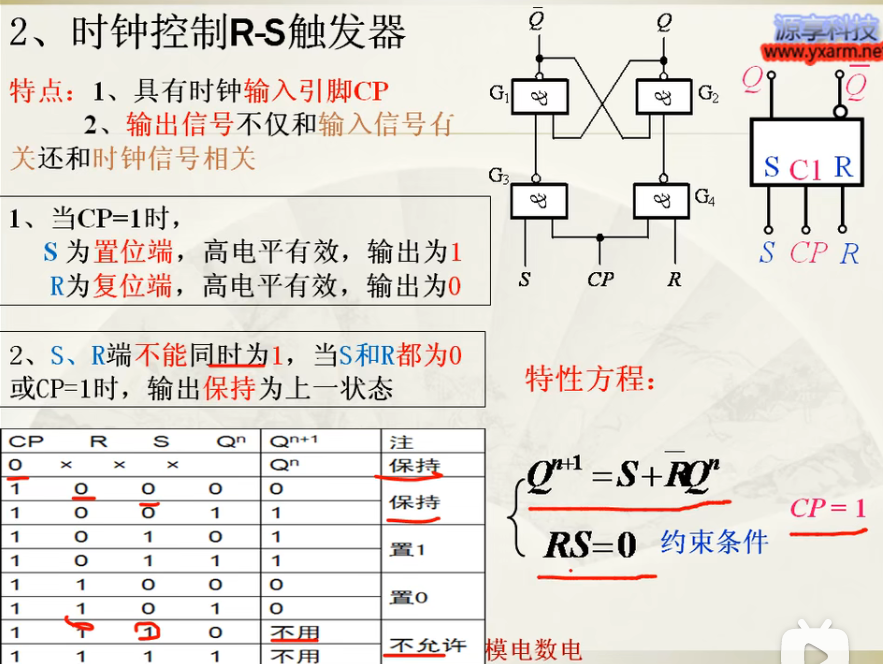 2、时钟控制R-S触发器
特点：1、具有时钟输入引脚CP
2、输出信号不仅和输入信号有
关还和时钟信号相关
1、当CP=1时，
S 为置位端，高电平有效，输出为1
R为复位端，高电平有效，输出为0
2、S、R端不能同时为1，当S和R都为0
或CP=1时，输出保持为上一状态
CP R S Qⁿ Qⁿ⁺¹ 注
0 × × × Qⁿ 保持
1 0 0 0 0 保持
1 0 0 1 1
1 0 1 0 1 置1
1 0 1 1 1
1 1 0 0 0 置0
1 1 0 1 0
1 1 1 0 不用 不允许
1 1 1 1 不用
Q̄ Q
G₁ & & G₂
G₃ & & G₄
S CP R
源享科技
www.yxarm.net
Q Q̄
S C1 R
S CP R
特性方程：
Qⁿ⁺¹ = S + R̄Qⁿ
RS = 0 约束条件
CP = 1
模电数电